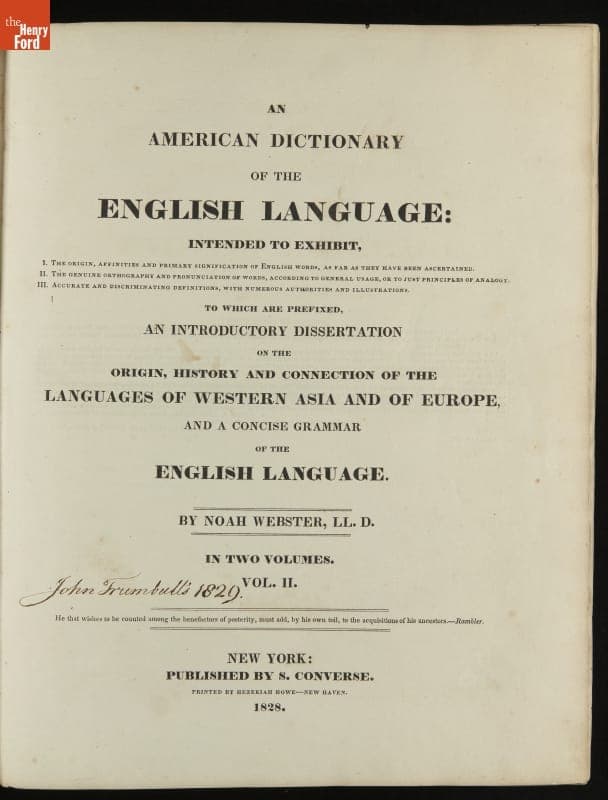 the
Henry
Ford
AN
AMERICAN DICTIONARY
OF THE
ENGLISH LANGUAGE:
INTENDED TO EXHIBIT,
I. THE ORIGIN, AFFINITIES AND PRIMARY SIGNIFICATION OF ENGLISH WORDS, AS FAR AS THEY HAVE BEEN ASCERTAINED.
II. THE GENUINE ORTHOGRAPHY AND PRONUNCIATION OF WORDS, ACCORDING TO GENERAL USAGE, OR TO JUST PRINCIPLES OF ANALOGY.
III. ACCURATE AND DISCRIMINATING DEFINITIONS, WITH NUMEROUS AUTHORITIES AND ILLUSTRATIONS.
TO WHICH ARE PREFIXED,
AN INTRODUCTORY DISSERTATION
ON THE
ORIGIN, HISTORY AND CONNECTION OF THE
LANGUAGES OF WESTERN ASIA AND OF EUROPE,
AND A CONCISE GRAMMAR
OF THE
ENGLISH LANGUAGE.
BY NOAH WEBSTER, LL. D.
IN TWO VOLUMES.
VOL. II.
John Trumbull's 1829.
He that wishes to be counted among the benefactors of posterity, must add, by his own toil, to the acquisitions of his ancestors.—Rambler.
NEW YORK:
PUBLISHED BY S. CONVERSE.
PRINTED BY HEZEKIAH HOWE—NEW HAVEN.
1828.